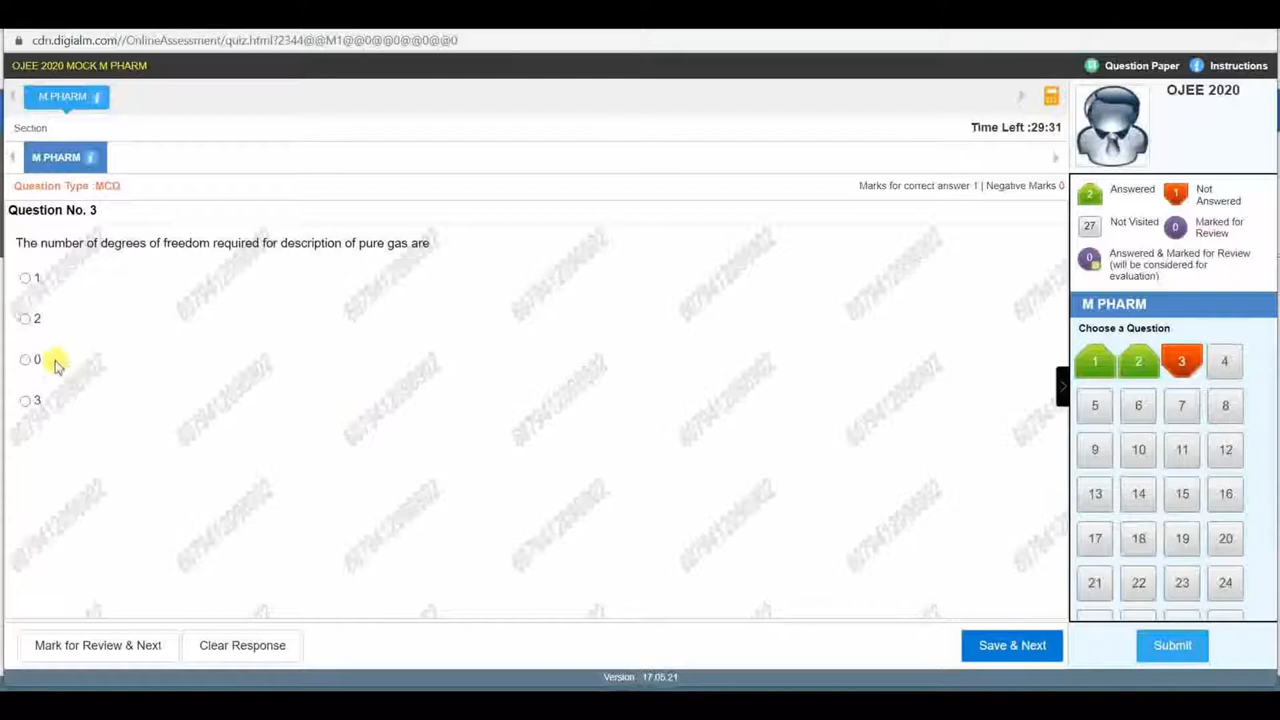 cdn.digialm.com//OnlineAssessment/quiz.html?2344@@M1@@0@@0@@0@@0
OJEE 2020 MOCK M PHARM
Question Paper
Instructions
M PHARM
OJEE 2020
Section
Time Left :29:31
M PHARM
Question Type :MCQ
Marks for correct answer 1 | Negative Marks 0
Question No. 3
The number of degrees of freedom required for description of pure gas are
1
2
0
3
2 Answered
1 Not Answered
27 Not Visited
0 Marked for Review
0 Answered & Marked for Review (will be considered for evaluation)
M PHARM
Choose a Question
1 2 3 4
5 6 7 8
9 10 11 12
13 14 15 16
17 18 19 20
21 22 23 24
Mark for Review & Next
Clear Response
Save & Next
Submit
Version 17.05.21